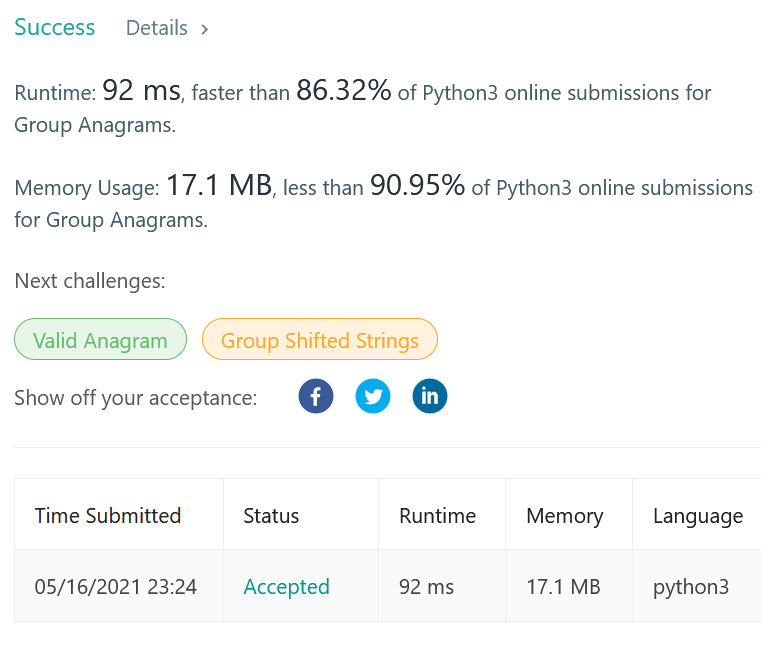 Success Details >
Runtime: 92 ms, faster than 86.32% of Python3 online submissions for
Group Anagrams.
Memory Usage: 17.1 MB, less than 90.95% of Python3 online submissions
for Group Anagrams.
Next challenges:
Valid Anagram Group Shifted Strings
Show off your acceptance: f in
Time Submitted Status Runtime Memory Language
05/16/2021 23:24 Accepted 92 ms 17.1 MB python3